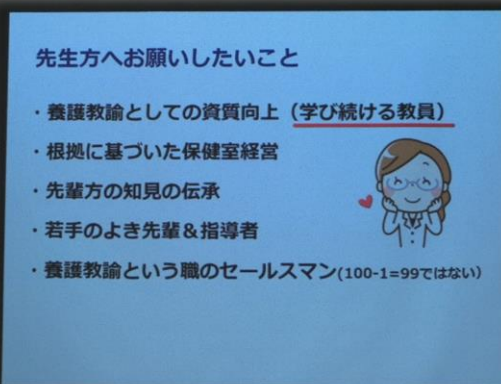 先生方へお願いしたいこと
・養護教諭としての資質向上（学び続ける教員）
・根拠に基づいた保健室経営
・先輩方の知見の伝承
・若手のよき先輩＆指導者
・養護教諭という職のセールスマン(100-1=99ではない）